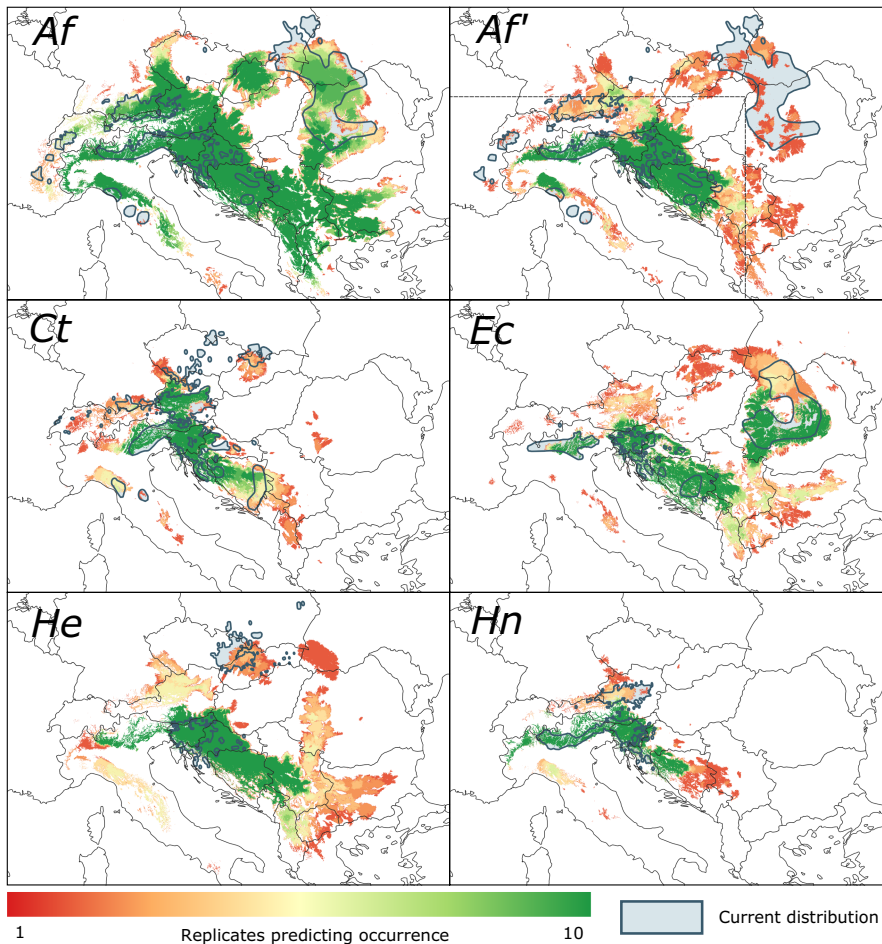 Af
Af'
Ct
Ec
He
Hn
1
Replicates predicting occurrence
10
Current distribution